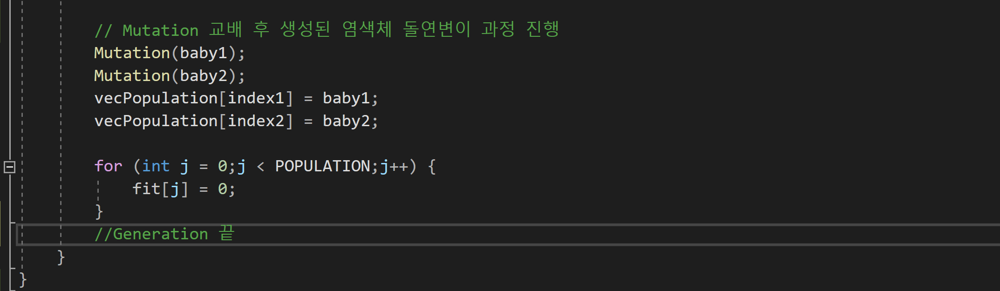 // Mutation 교배 후 생성된 염색체 돌연변이 과정 진행
Mutation(baby1);
Mutation(baby2);
vecPopulation[index1] = baby1;
vecPopulation[index2] = baby2;
for (int j = 0;j < POPULATION;j++) {
fit[j] = 0;
}
//Generation 끝
}
}